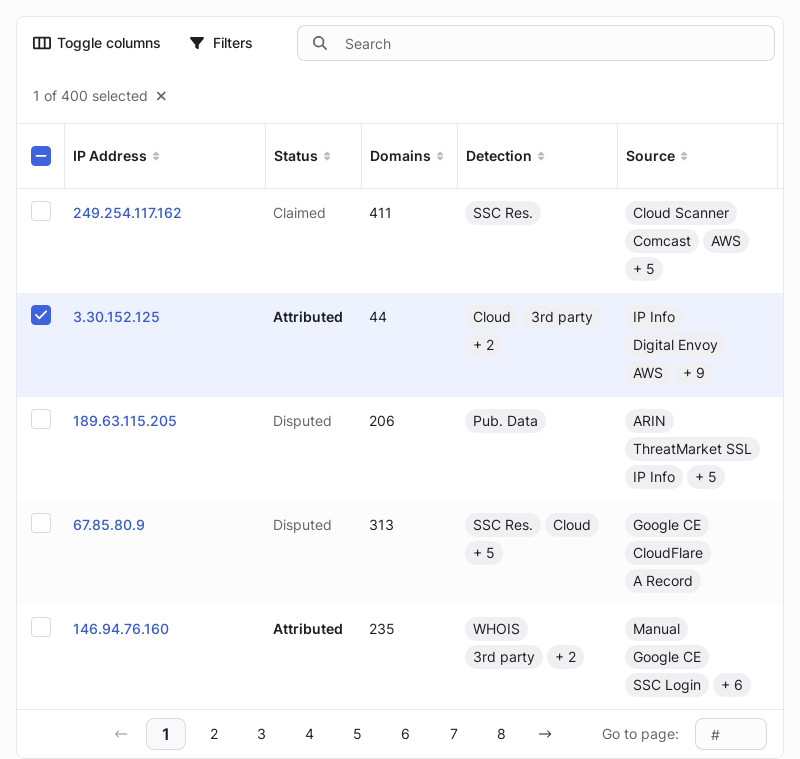 Toggle columns Filters Search
1 of 400 selected
IP Address Status Domains Detection Source
249.254.117.162 Claimed 411 SSC Res. Cloud Scanner
Comcast AWS
+ 5
3.30.152.125 Attributed 44 Cloud 3rd party IP Info
+ 2 Digital Envoy
AWS + 9
189.63.115.205 Disputed 206 Pub. Data ARIN
ThreatMarket SSL
IP Info + 5
67.85.80.9 Disputed 313 SSC Res. Cloud Google CE
+ 5 CloudFlare
A Record
146.94.76.160 Attributed 235 WHOIS Manual
3rd party + 2 Google CE
SSC Login + 6
← 1 2 3 4 5 6 7 8 → Go to page: #